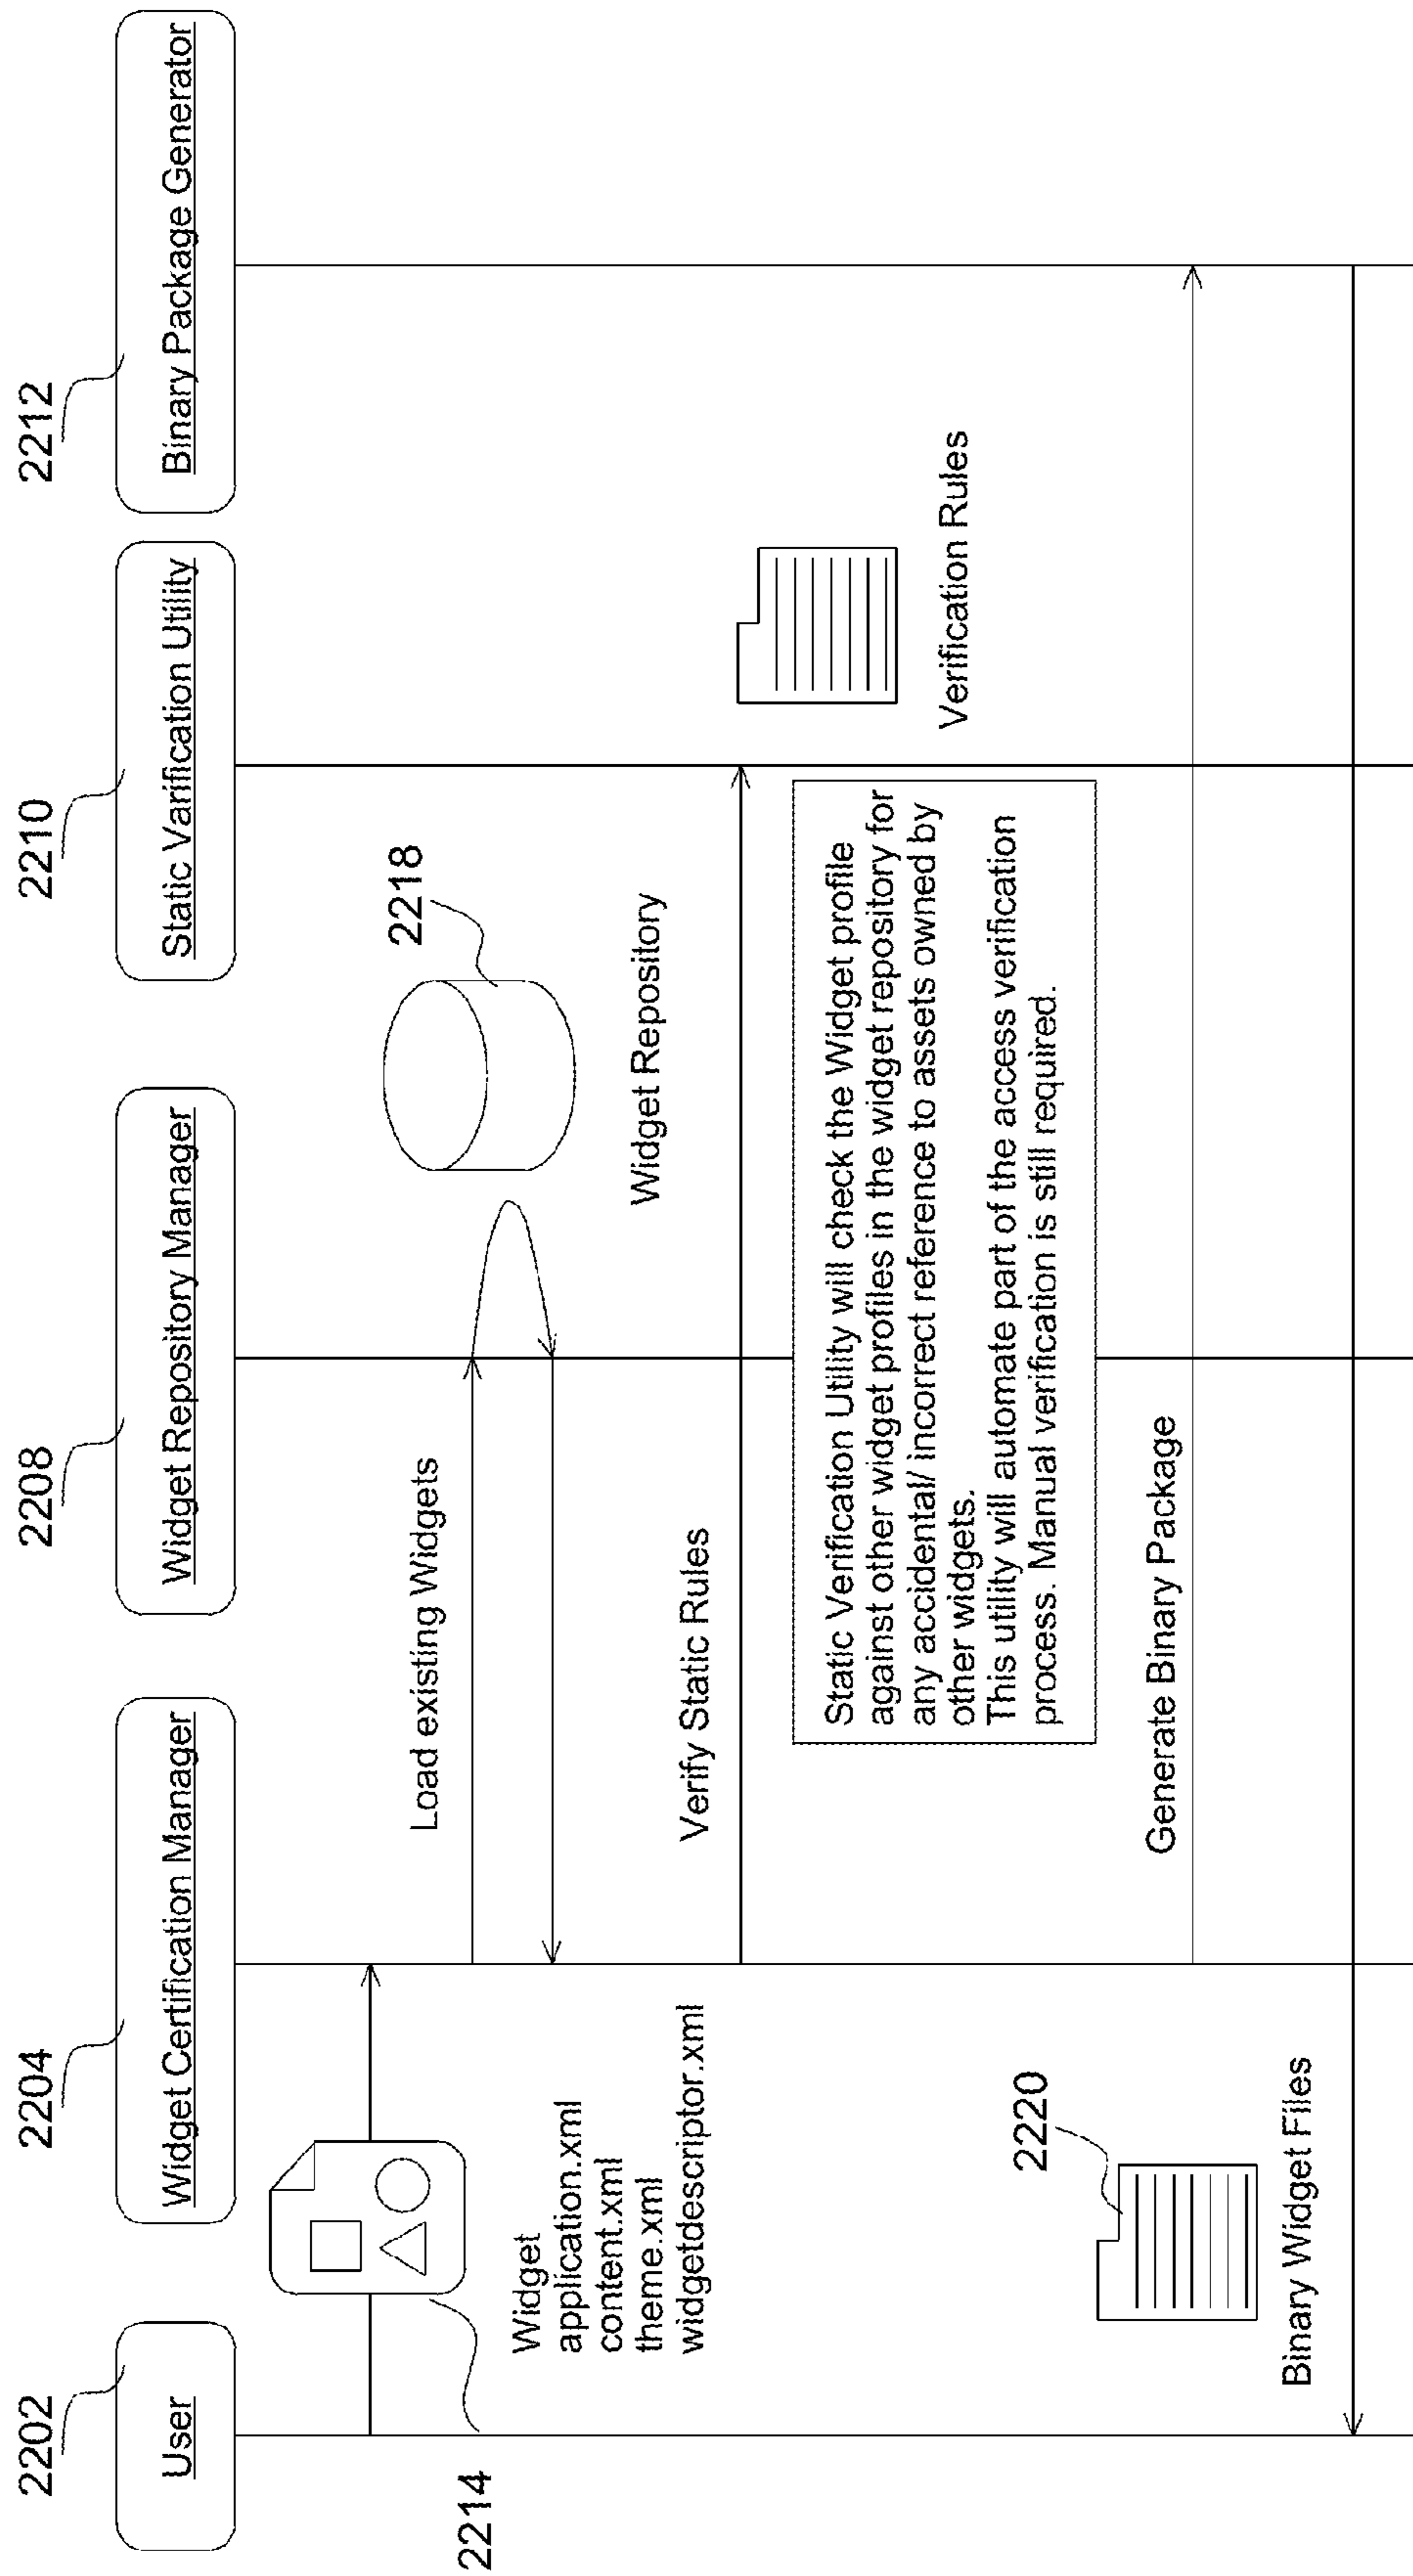 2202
2204
2208
2210
2212
User
Widget Certification Manager
Widget Repository Manager
Static Varification Utility
Binary Package Generator
2214
Widget
application.xml
content.xml
theme.xml
widgetdescriptor.xml
Load existing Widgets
2218
Widget Repository
Verify Static Rules
Verification Rules
Static Verification Utility will check the Widget profile
against other widget profiles in the widget repository for
any accidental/ incorrect reference to assets owned by
other widgets.
This utility will automate part of the access verification
process. Manual verification is still required.
Generate Binary Package
2220
Binary Widget Files